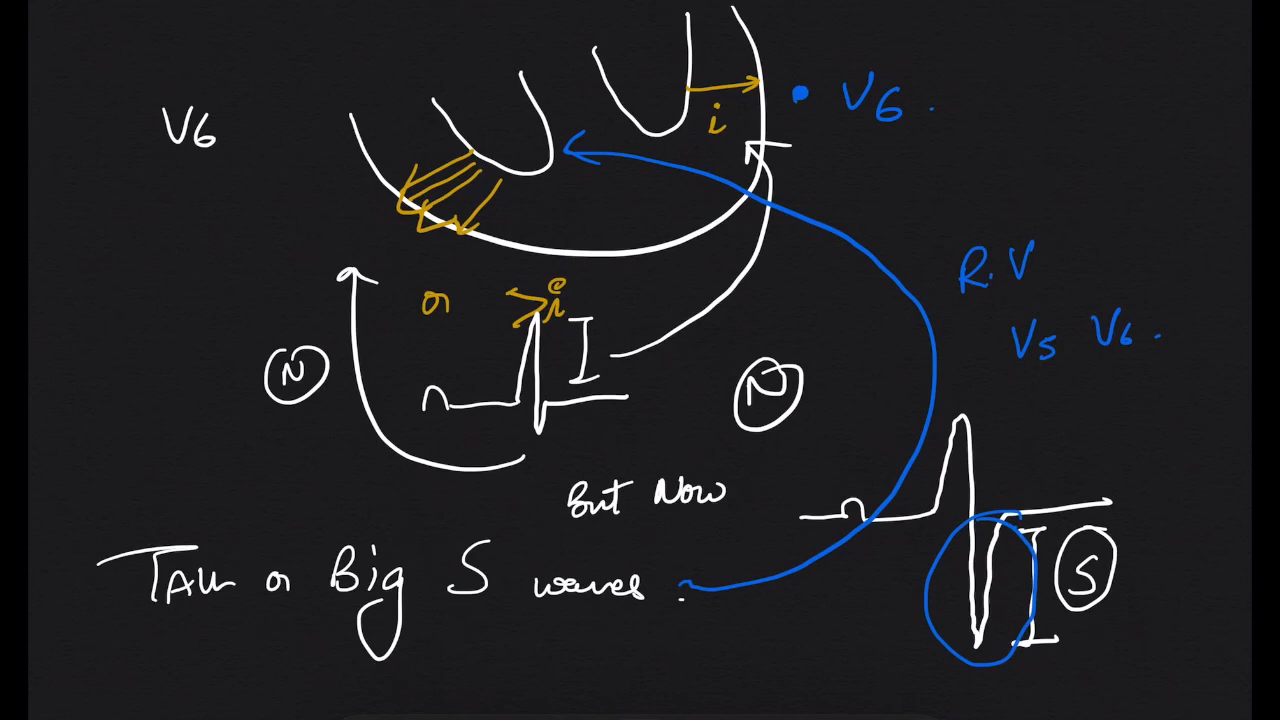 V6
i
V6.
R.V
or >i
V5 V6.
N
N
But Now
TAll or Big S waves.
S